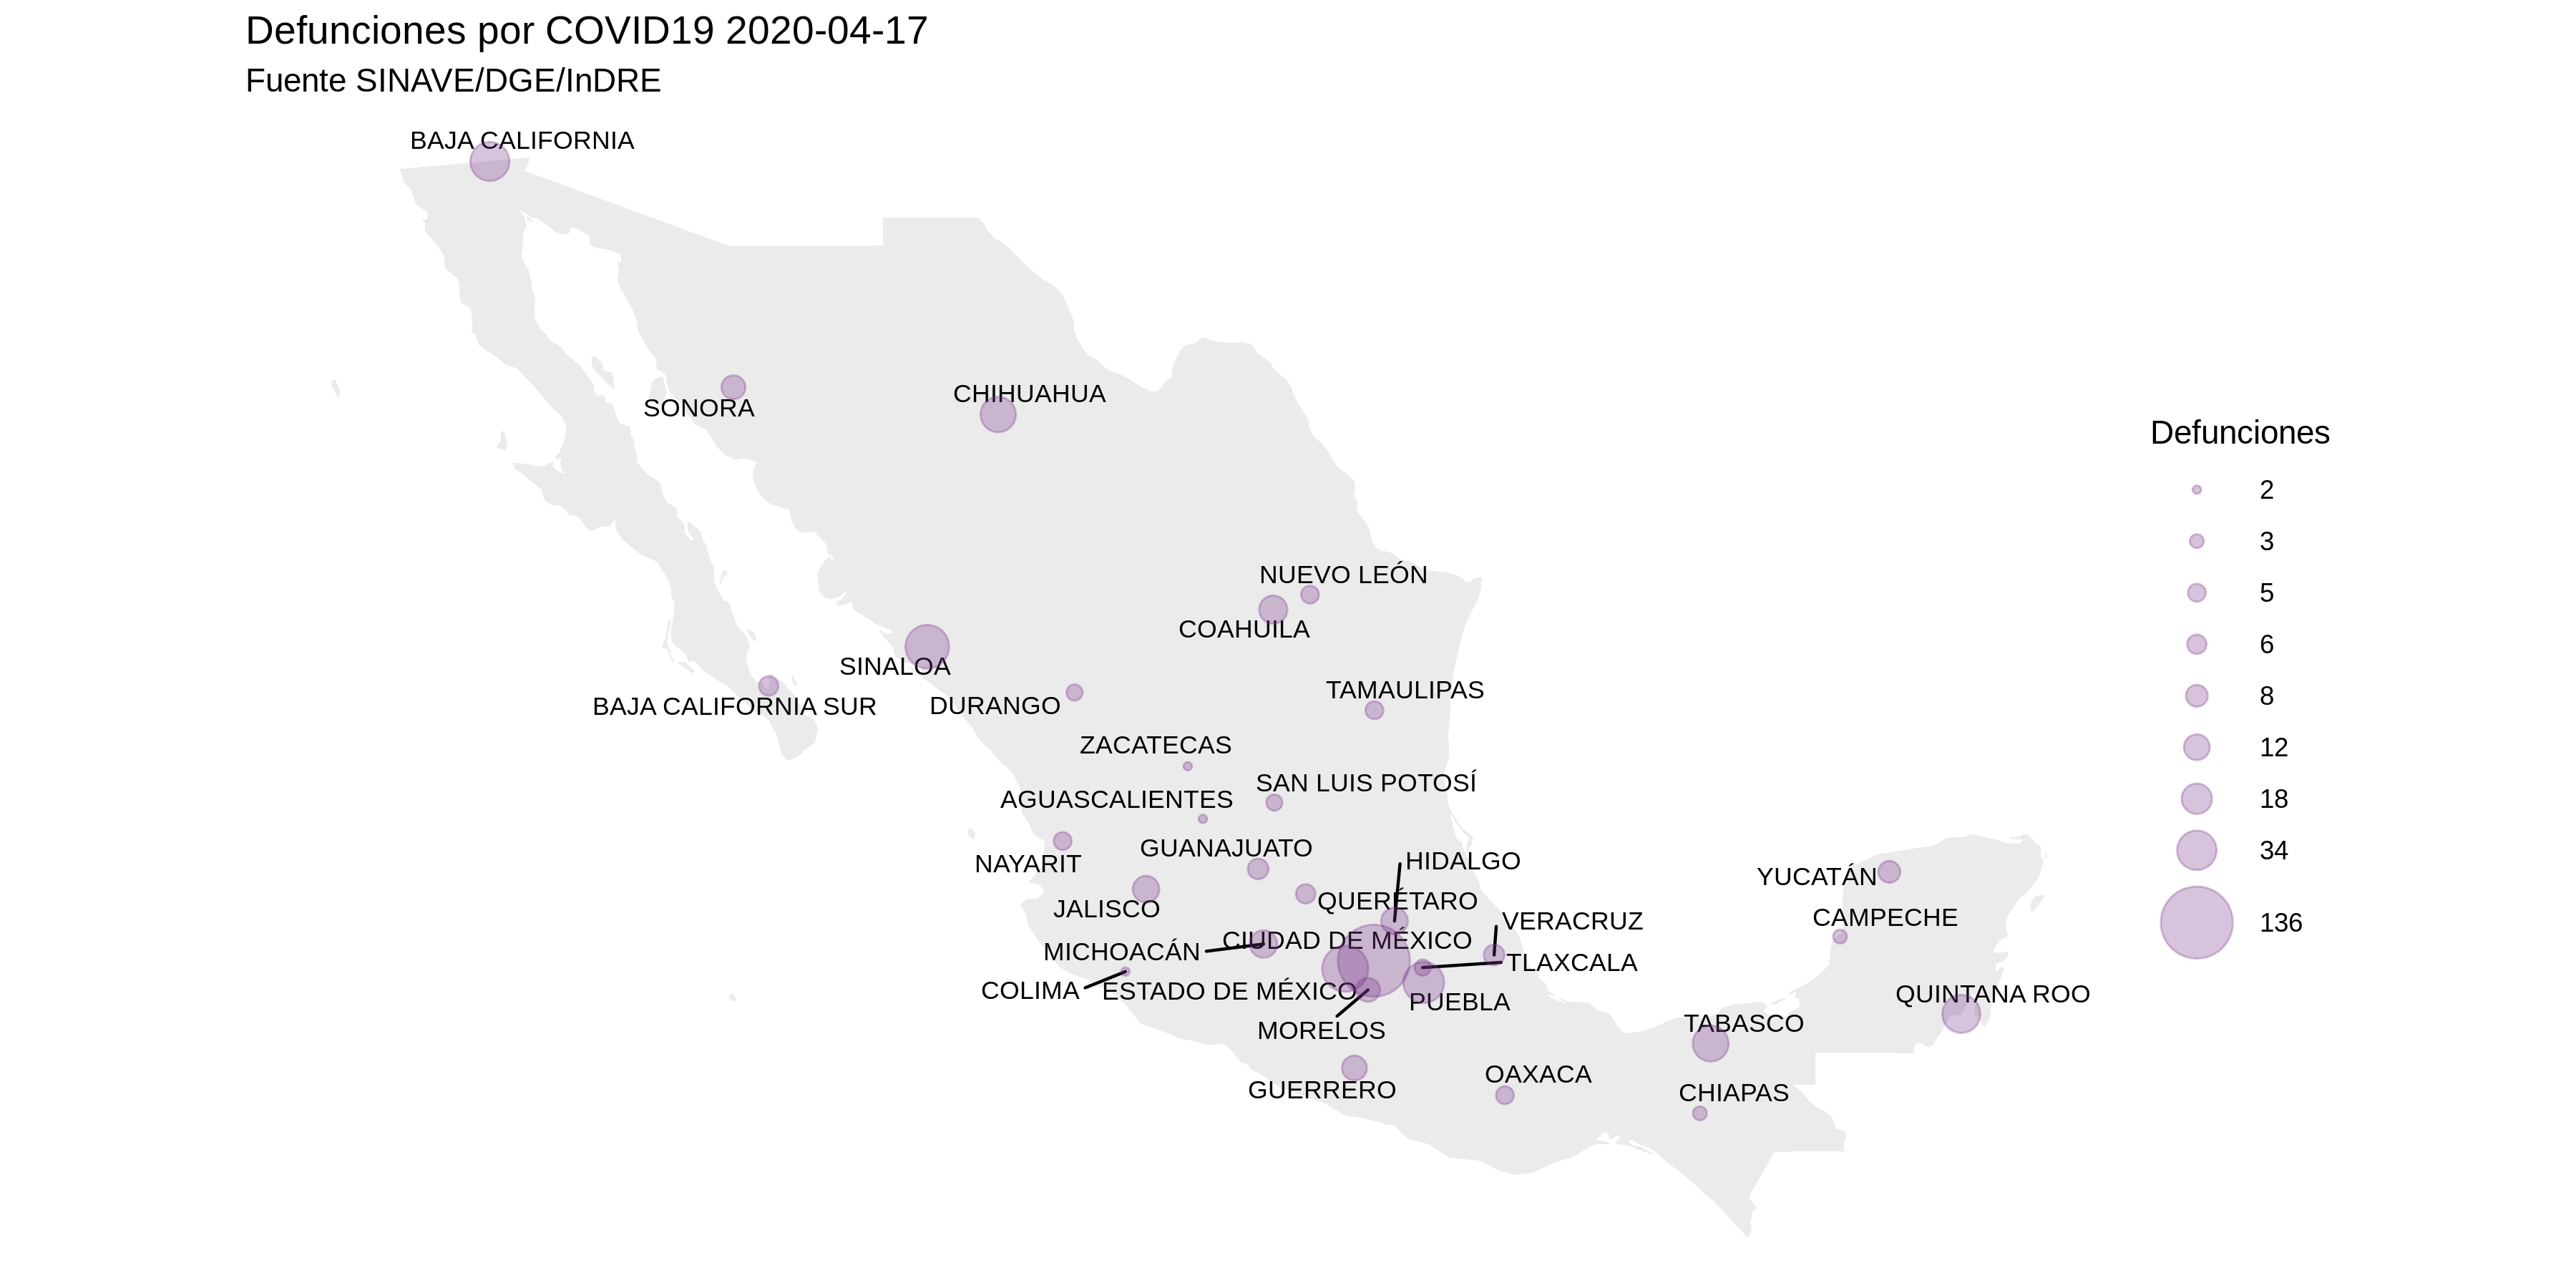 Defunciones por COVID19 2020-04-17
Fuente SINAVE/DGE/InDRE
BAJA CALIFORNIA
SONORA
CHIHUAHUA
NUEVO LEÓN
COAHUILA
SINALOA
BAJA CALIFORNIA SUR
DURANGO
TAMAULIPAS
ZACATECAS
SAN LUIS POTOSÍ
AGUASCALIENTES
NAYARIT
GUANAJUATO
HIDALGO
JALISCO
QUERÉTARO
VERACRUZ
MICHOACÁN
CIUDAD DE MÉXICO
TLAXCALA
COLIMA
ESTADO DE MÉXICO
PUEBLA
MORELOS
GUERRERO
OAXACA
YUCATÁN
CAMPECHE
QUINTANA ROO
TABASCO
CHIAPAS
Defunciones
2
3
5
6
8
12
18
34
136